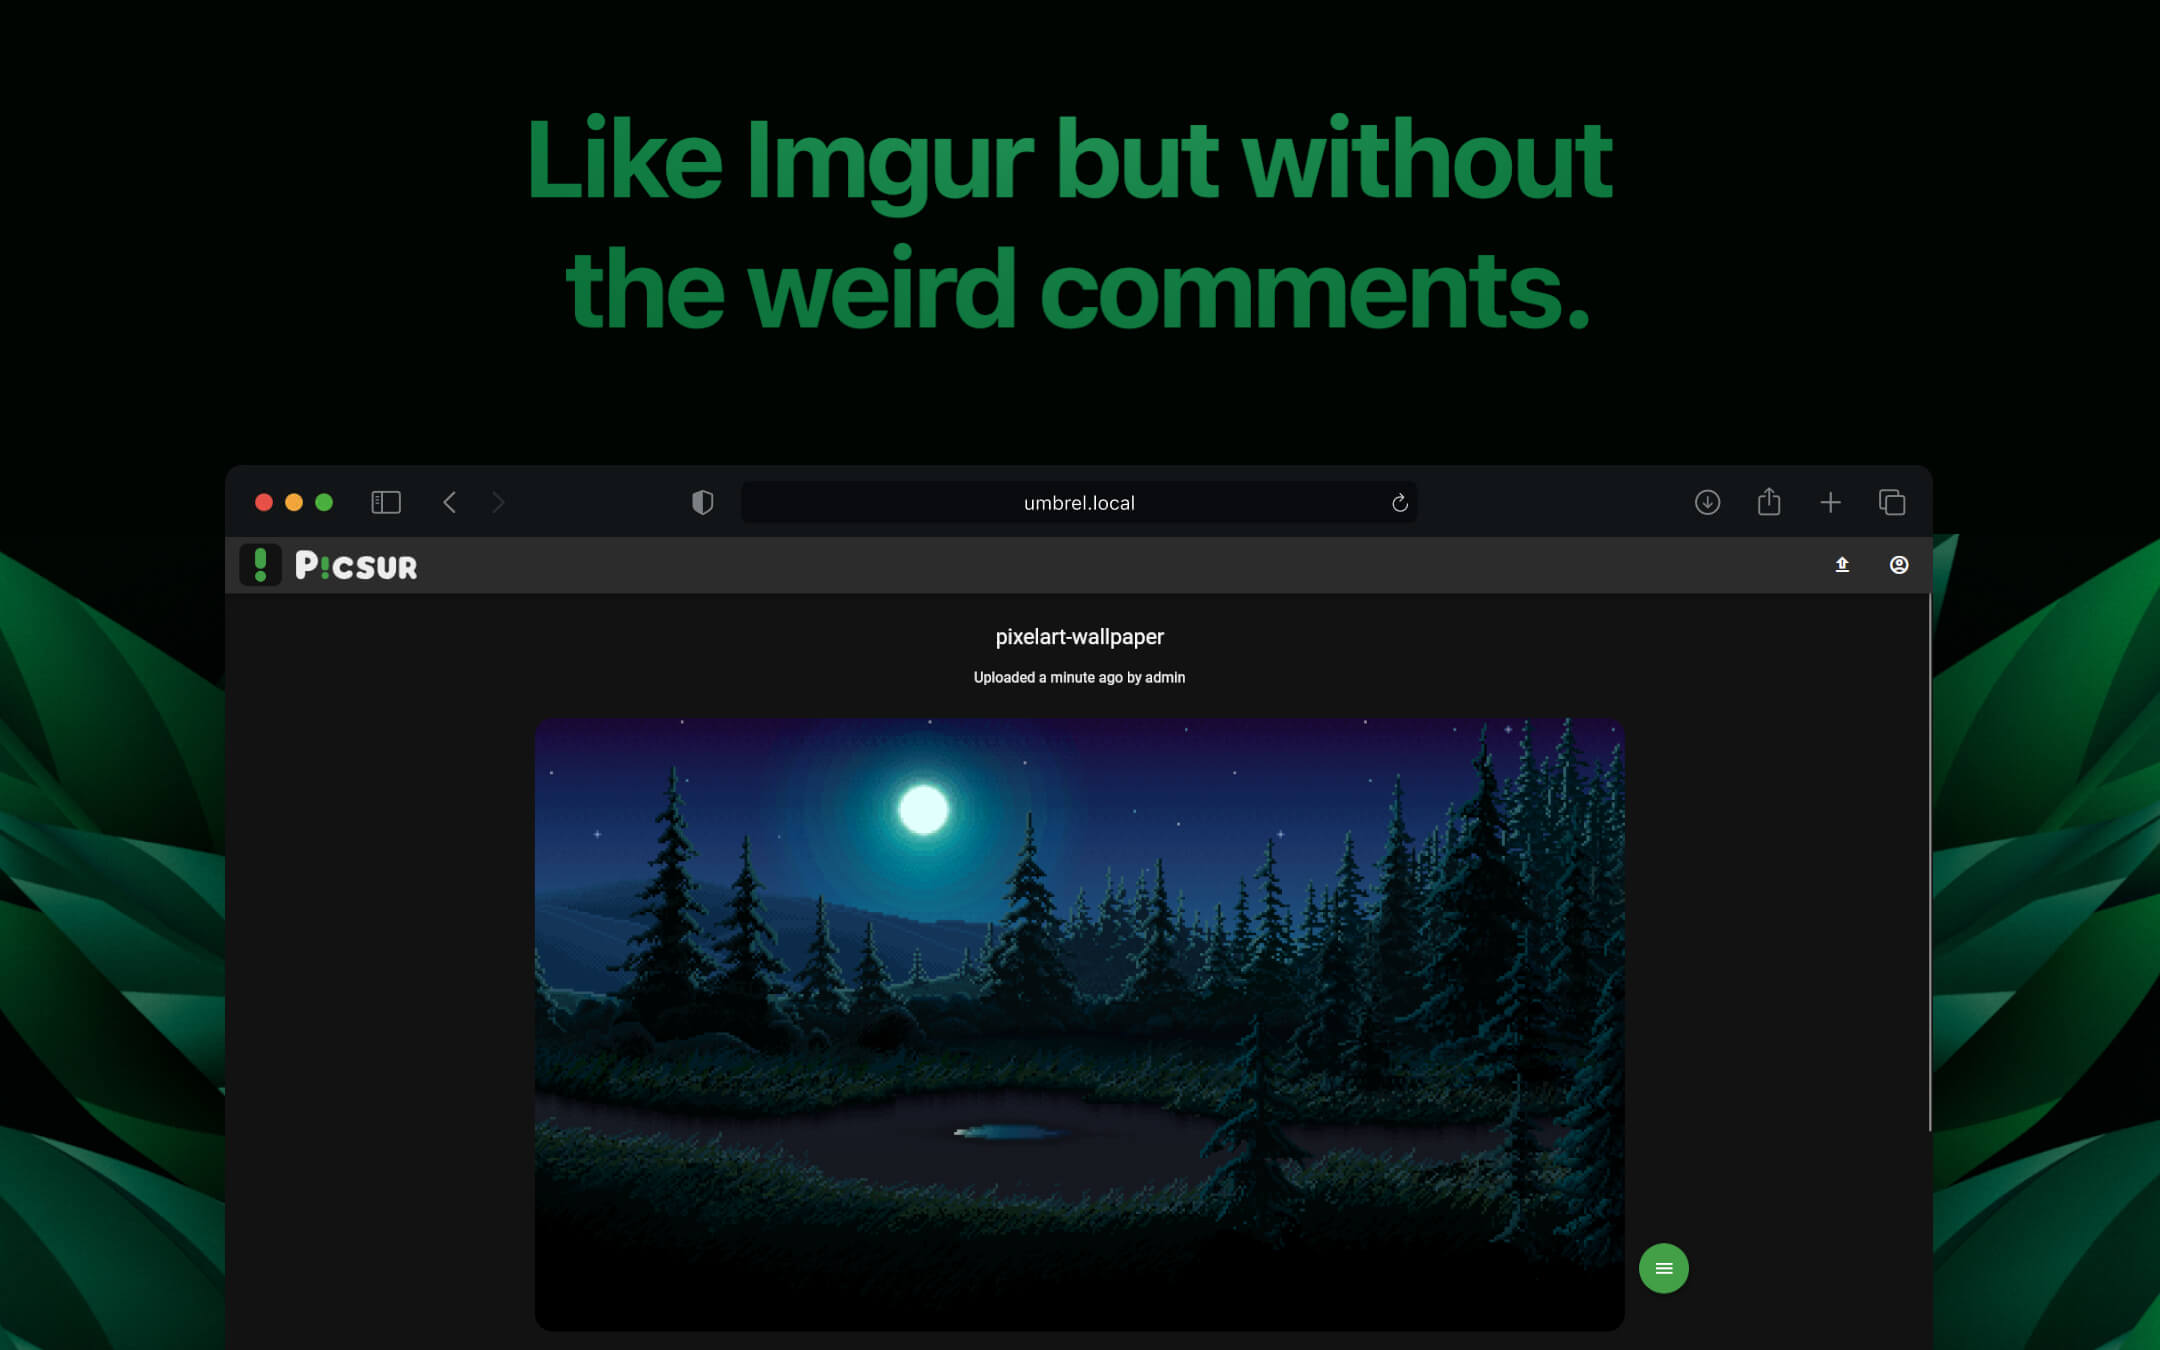 Like Imgur but without
the weird comments.
umbrel.local
P!CSUR
pixelart-wallpaper
Uploaded a minute ago by admin